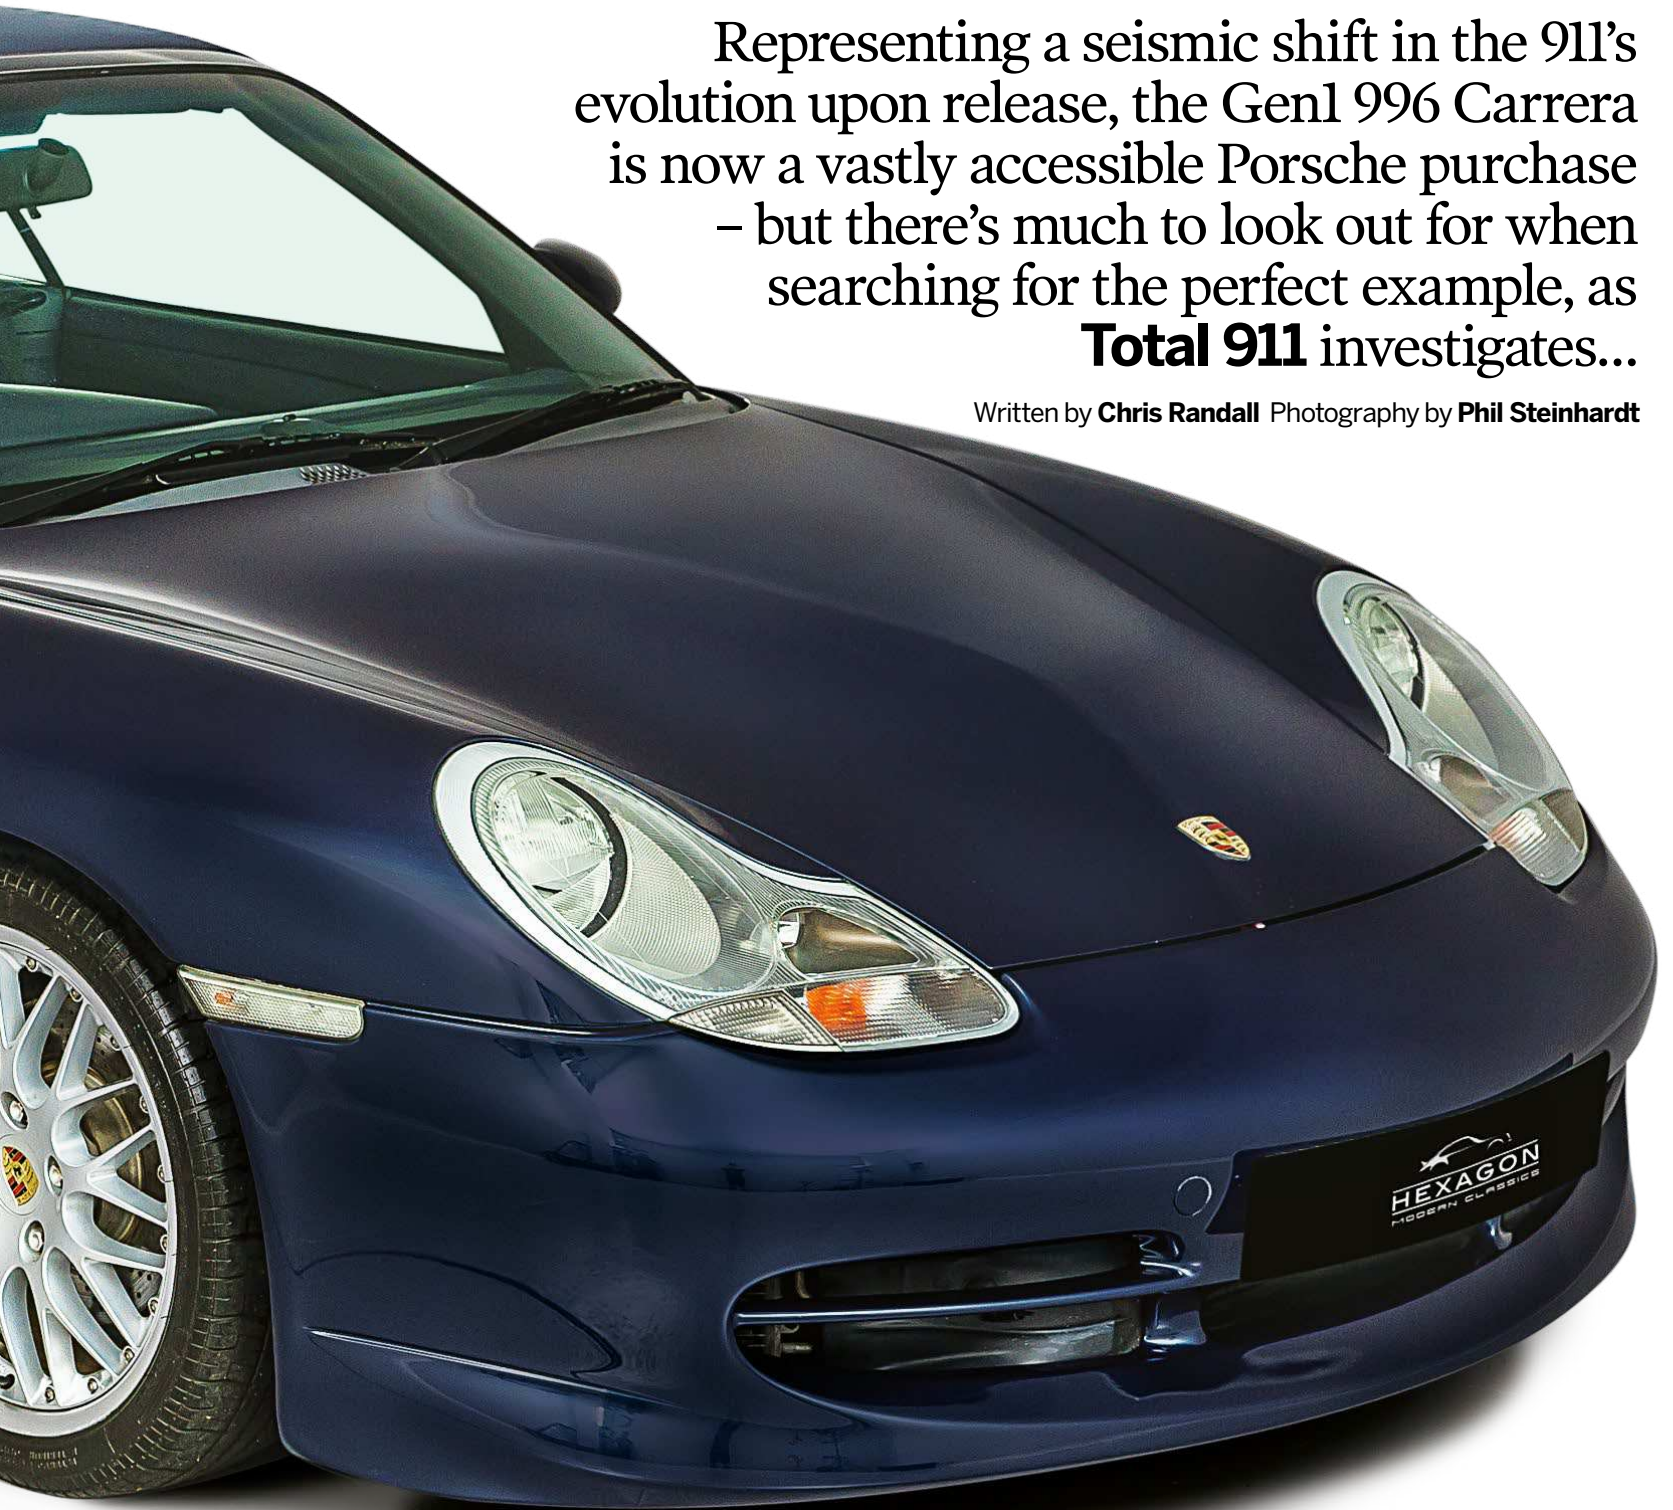 Representing a seismic shift in the 911’s
evolution upon release, the Gen1 996 Carrera
is now a vastly accessible Porsche purchase
– but there’s much to look out for when
searching for the perfect example, as
Total 911 investigates...
Written by Chris Randall Photography by Phil Steinhardt
HEXAGON
MODERN CLASSICS